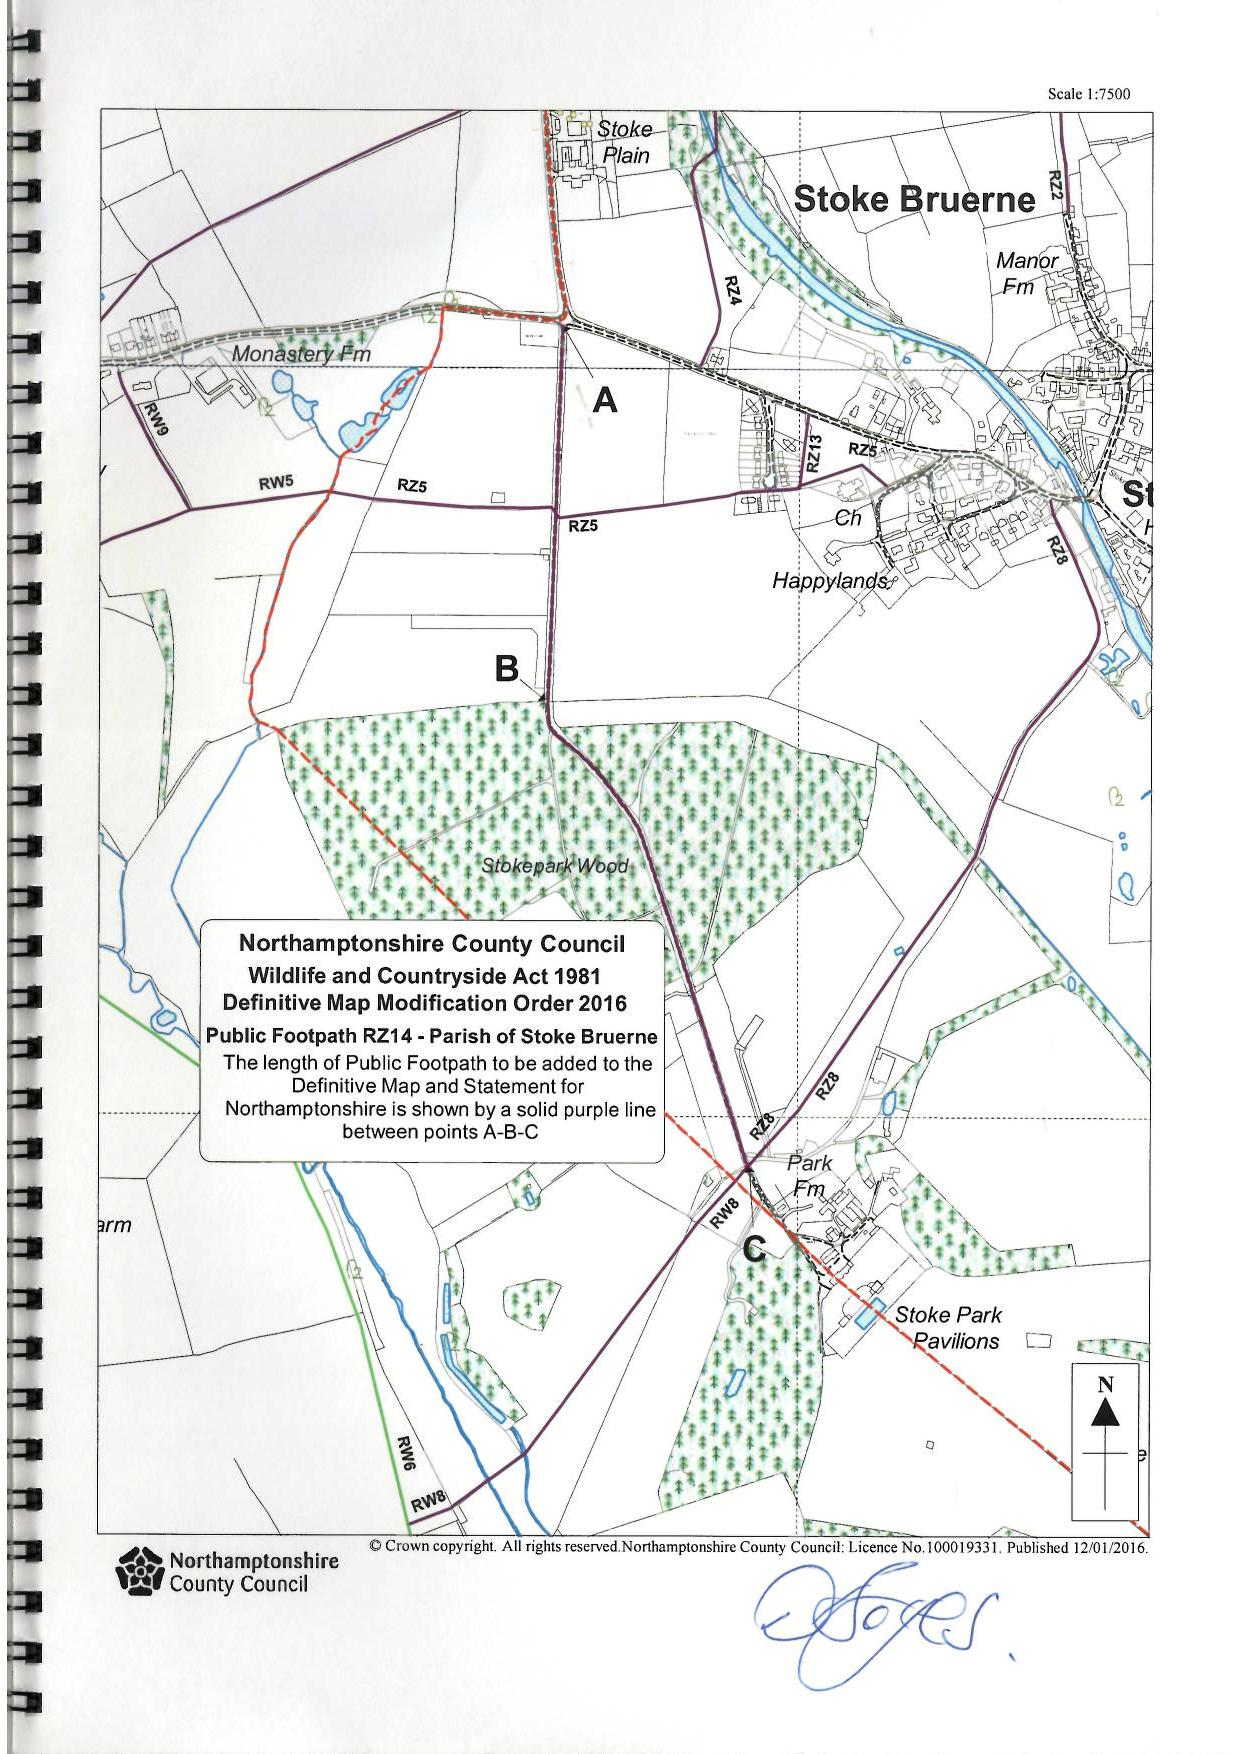 Scale 1:7500
Stoke
Plain
Stoke Bruerne
RZ2
Manor
Fm
RZ4
Monastery Fm
A
RW9
RZ13
RZ5
RW5
RZ5
St
RZ5
Ch
RZ8
Happylands
B
Stokepark Wood
Northamptonshire County Council
Wildlife and Countryside Act 1981
Definitive Map Modification Order 2016
Public Footpath RZ14 - Parish of Stoke Bruerne
The length of Public Footpath to be added to the
Definitive Map and Statement for
Northamptonshire is shown by a solid purple line
between points A-B-C
RZ8
RZ8
Park
Fm
RW8
arm
C
Stoke Park
Pavilions
N
RW6
RW8
© Crown copyright. All rights reserved.Northamptonshire County Council: Licence No.100019331. Published 12/01/2016.
Northamptonshire
County Council